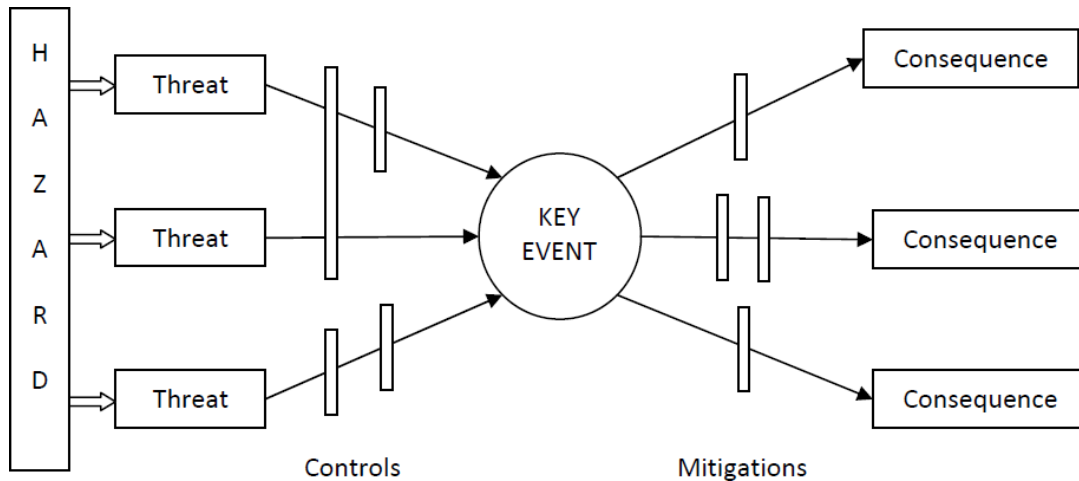 H
A
Z
A
R
D
Threat
Threat
Threat
KEY
EVENT
Consequence
Consequence
Consequence
Controls
Mitigations